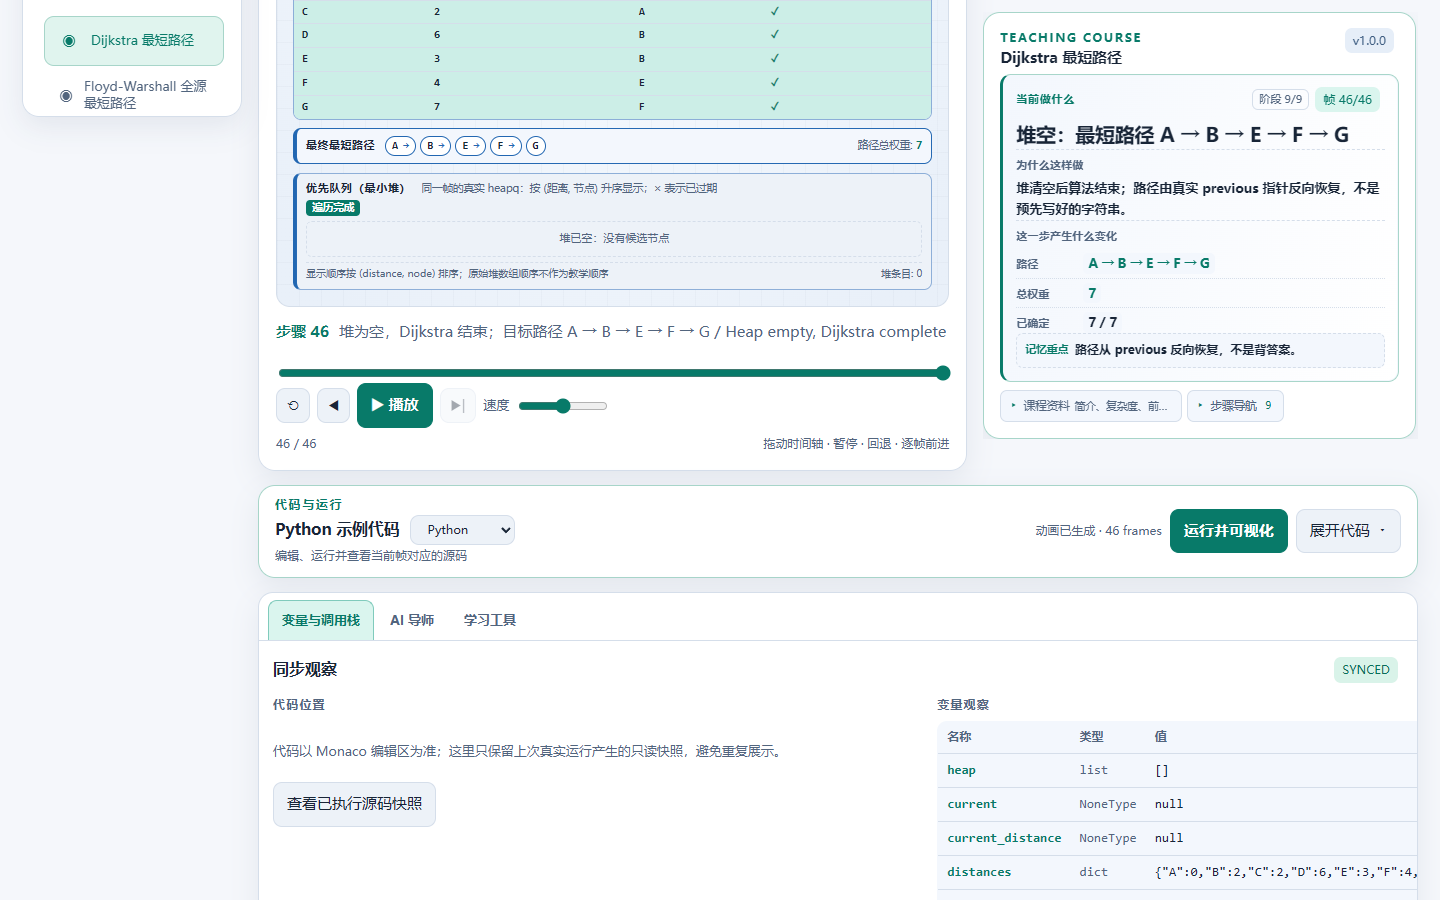 Dijkstra 最短路径
Floyd-Warshall 全源
最短路径
C 2 A ✓
D 6 B ✓
E 3 B ✓
F 4 E ✓
G 7 F ✓
最终最短路径 A → B → E → F → G 路径总权重: 7
优先队列（最小堆） 同一帧的真实 heapq：按 (距离, 节点) 升序显示；× 表示已过期
遍历完成
堆已空：没有候选节点
显示顺序按 (distance, node) 排序；原始堆数组顺序不作为教学顺序 堆条目: 0
步骤 46 堆为空，Dijkstra 结束；目标路径 A → B → E → F → G / Heap empty, Dijkstra complete
▶ 播放 速度
46 / 46 拖动时间轴 · 暂停 · 回退 · 逐帧前进
TEACHING COURSE
Dijkstra 最短路径
v1.0.0
当前做什么 阶段 9/9 帧 46/46
堆空：最短路径 A → B → E → F → G
为什么这样做
堆清空后算法结束；路径由真实 previous 指针反向恢复，不是
预先写好的字符串。
这一步产生什么变化
路径 A → B → E → F → G
总权重 7
已确定 7 / 7
记忆重点 路径从 previous 反向恢复，不是背答案。
‣ 课程资料 简介、复杂度、前... ‣ 步骤导航 9
代码与运行
Python 示例代码 Python
编辑、运行并查看当前帧对应的源码
动画已生成 · 46 frames 运行并可视化 展开代码 ·
变量与调用栈 AI 导师 学习工具
同步观察 SYNCED
代码位置
代码以 Monaco 编辑区为准；这里只保留上次真实运行产生的只读快照，避免重复展示。
查看已执行源码快照
变量观察
名称 类型 值
heap list []
current NoneType null
current_distance NoneType null
distances dict {"A":0,"B":2,"C":2,"D":6,"E":3,"F":4,